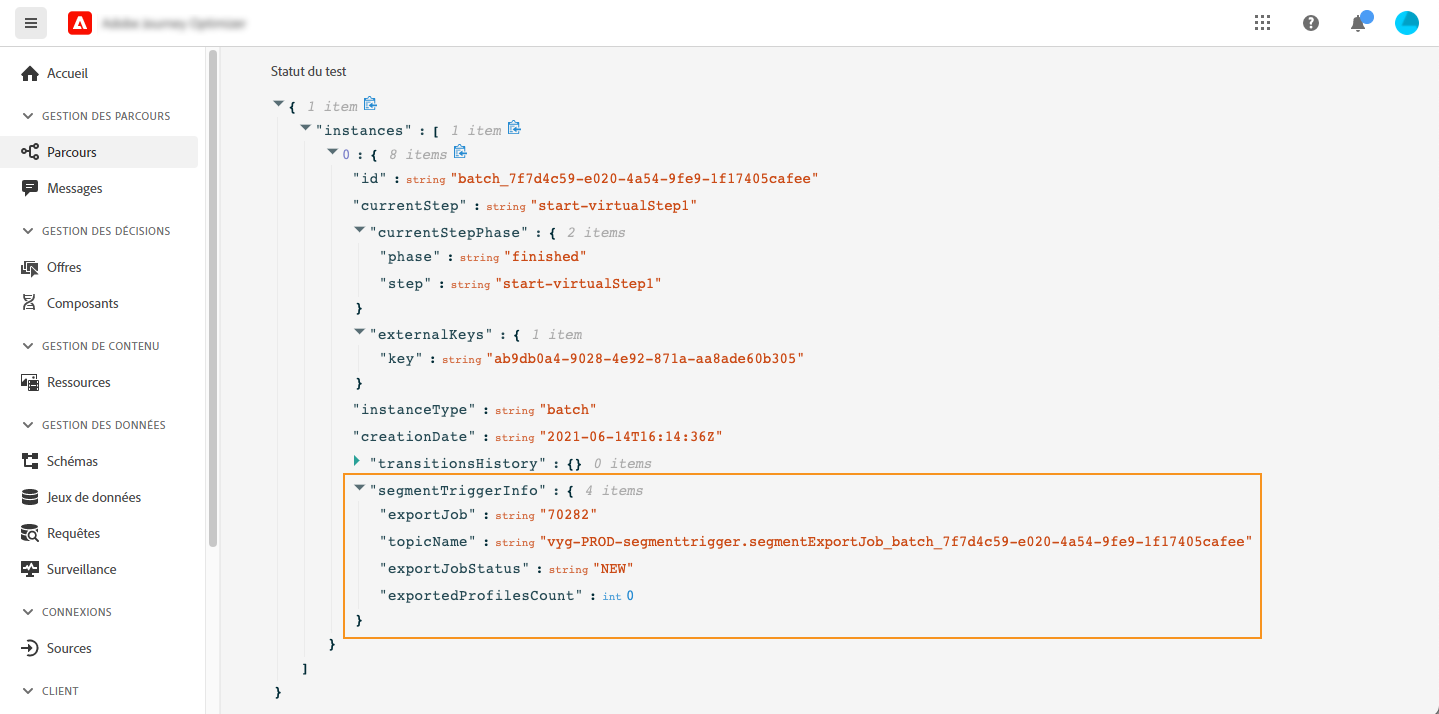 Accueil
GESTION DES PARCOURS
Parcours
Messages
GESTION DES DÉCISIONS
Offres
Composants
GESTION DE CONTENU
Ressources
GESTION DES DONNÉES
Schémas
Jeux de données
Requêtes
Surveillance
CONNEXIONS
Sources
CLIENT
Statut du test
{ 1 item
"instances" : [ 1 item
0 : { 8 items
"id" : string "batch_7f7d4c59-e020-4a54-9fe9-1f17405cafee"
"currentStep" : string "start-virtualStep1"
"currentStepPhase" : { 2 items
"phase" : string "finished"
"step" : string "start-virtualStep1"
}
"externalKeys" : { 1 item
"key" : string "ab9db0a4-9028-4e92-871a-aa8ade60b305"
}
"instanceType" : string "batch"
"creationDate" : string "2021-06-14T16:14:36Z"
"transitionsHistory" : {} 0 items
"segmentTriggerInfo" : { 4 items
"exportJob" : string "70282"
"topicName" : string "vyg-PROD-segmenttrigger.segmentExportJob_batch_7f7d4c59-e020-4a54-9fe9-1f17405cafee"
"exportJobStatus" : string "NEW"
"exportedProfilesCount" : int 0
}
}
]
}